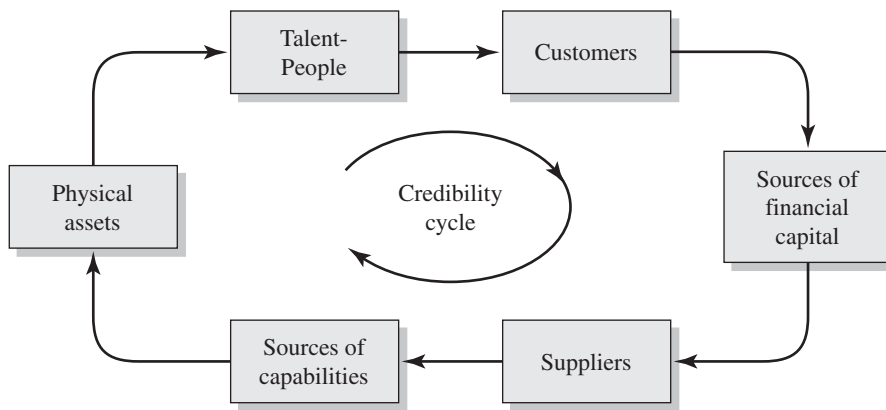 Talent-
People
Customers
Physical
assets
Credibility
cycle
Sources of
financial
capital
Sources of
capabilities
Suppliers